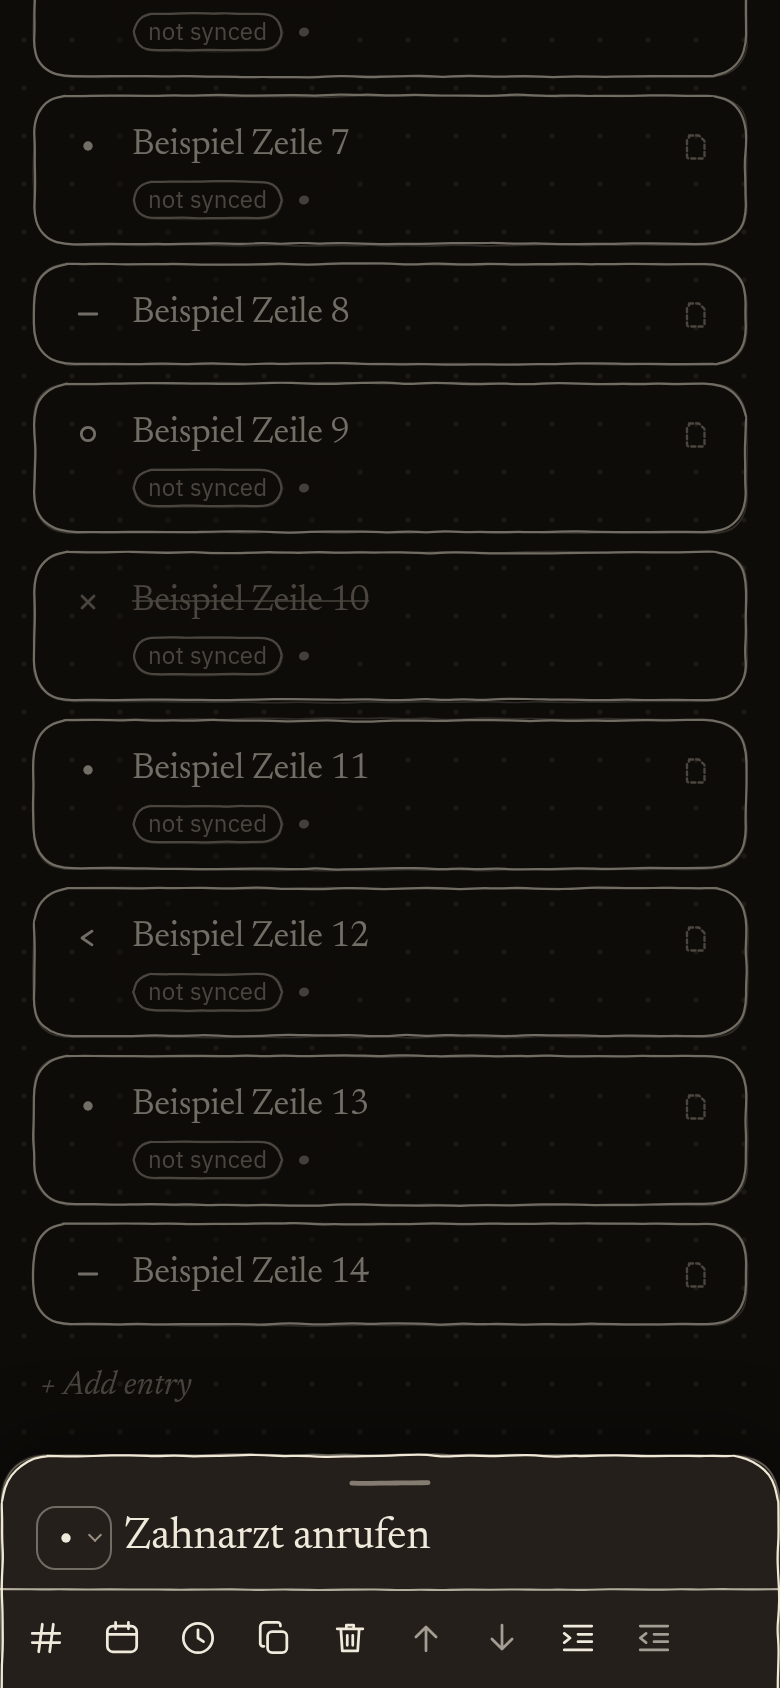 not synced
Beispiel Zeile 7
not synced
Beispiel Zeile 8
Beispiel Zeile 9
not synced
Beispiel Zeile 10
not synced
Beispiel Zeile 11
not synced
Beispiel Zeile 12
not synced
Beispiel Zeile 13
not synced
Beispiel Zeile 14
+ Add entry
Zahnarzt anrufen